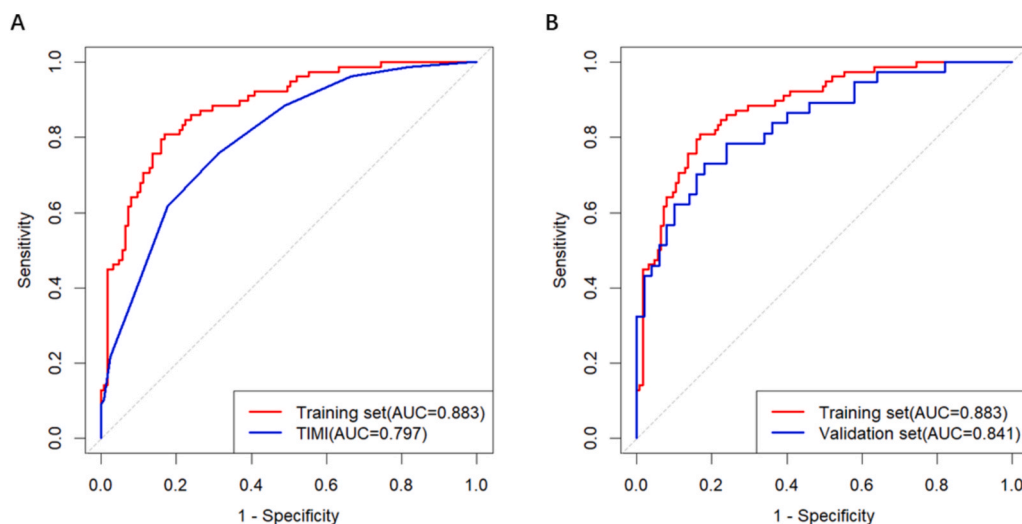 A
Sensitivity
0.0 0.2 0.4 0.6 0.8 1.0
0.0 0.2 0.4 0.6 0.8 1.0
1 - Specificity
Training set(AUC=0.883)
TIMI(AUC=0.797)
B
Sensitivity
0.0 0.2 0.4 0.6 0.8 1.0
0.0 0.2 0.4 0.6 0.8 1.0
1 - Specificity
Training set(AUC=0.883)
Validation set(AUC=0.841)